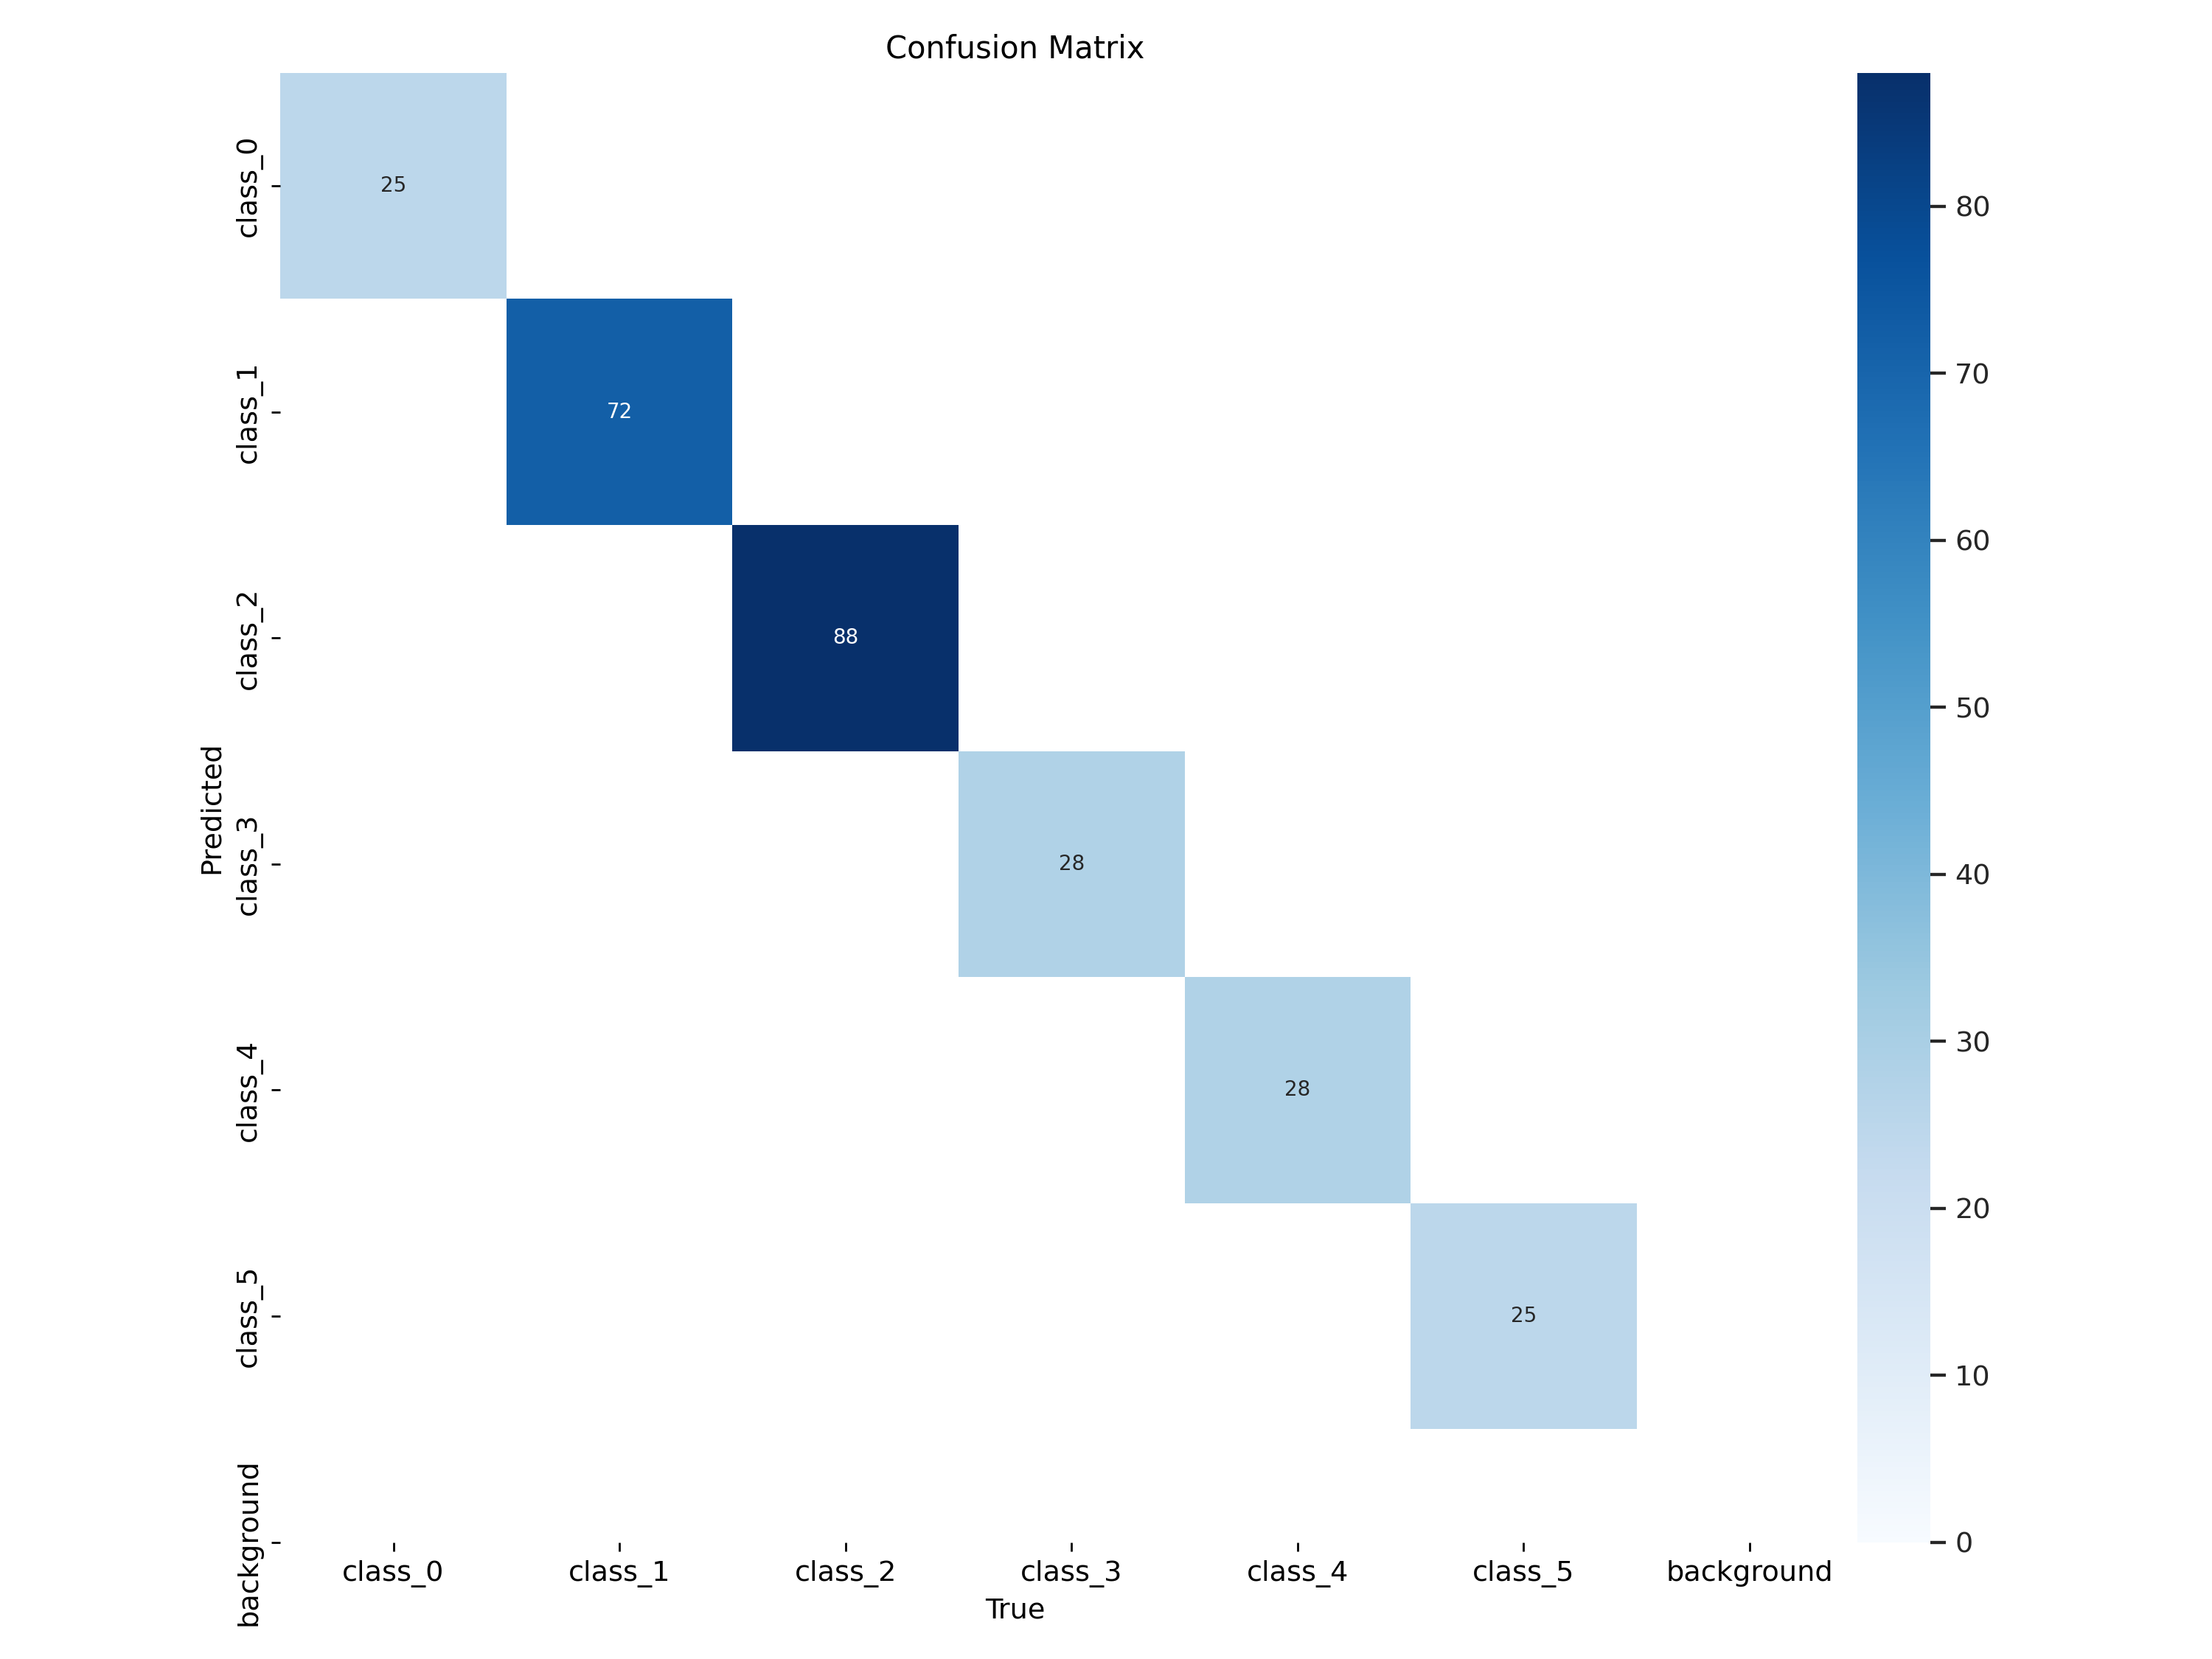 Confusion Matrix
class_0
class_1
class_2
class_3
class_4
class_5
background
Predicted
25
72
88
28
28
25
class_0 class_1 class_2 class_3 class_4 class_5 background
True
80
70
60
50
40
30
20
10
0